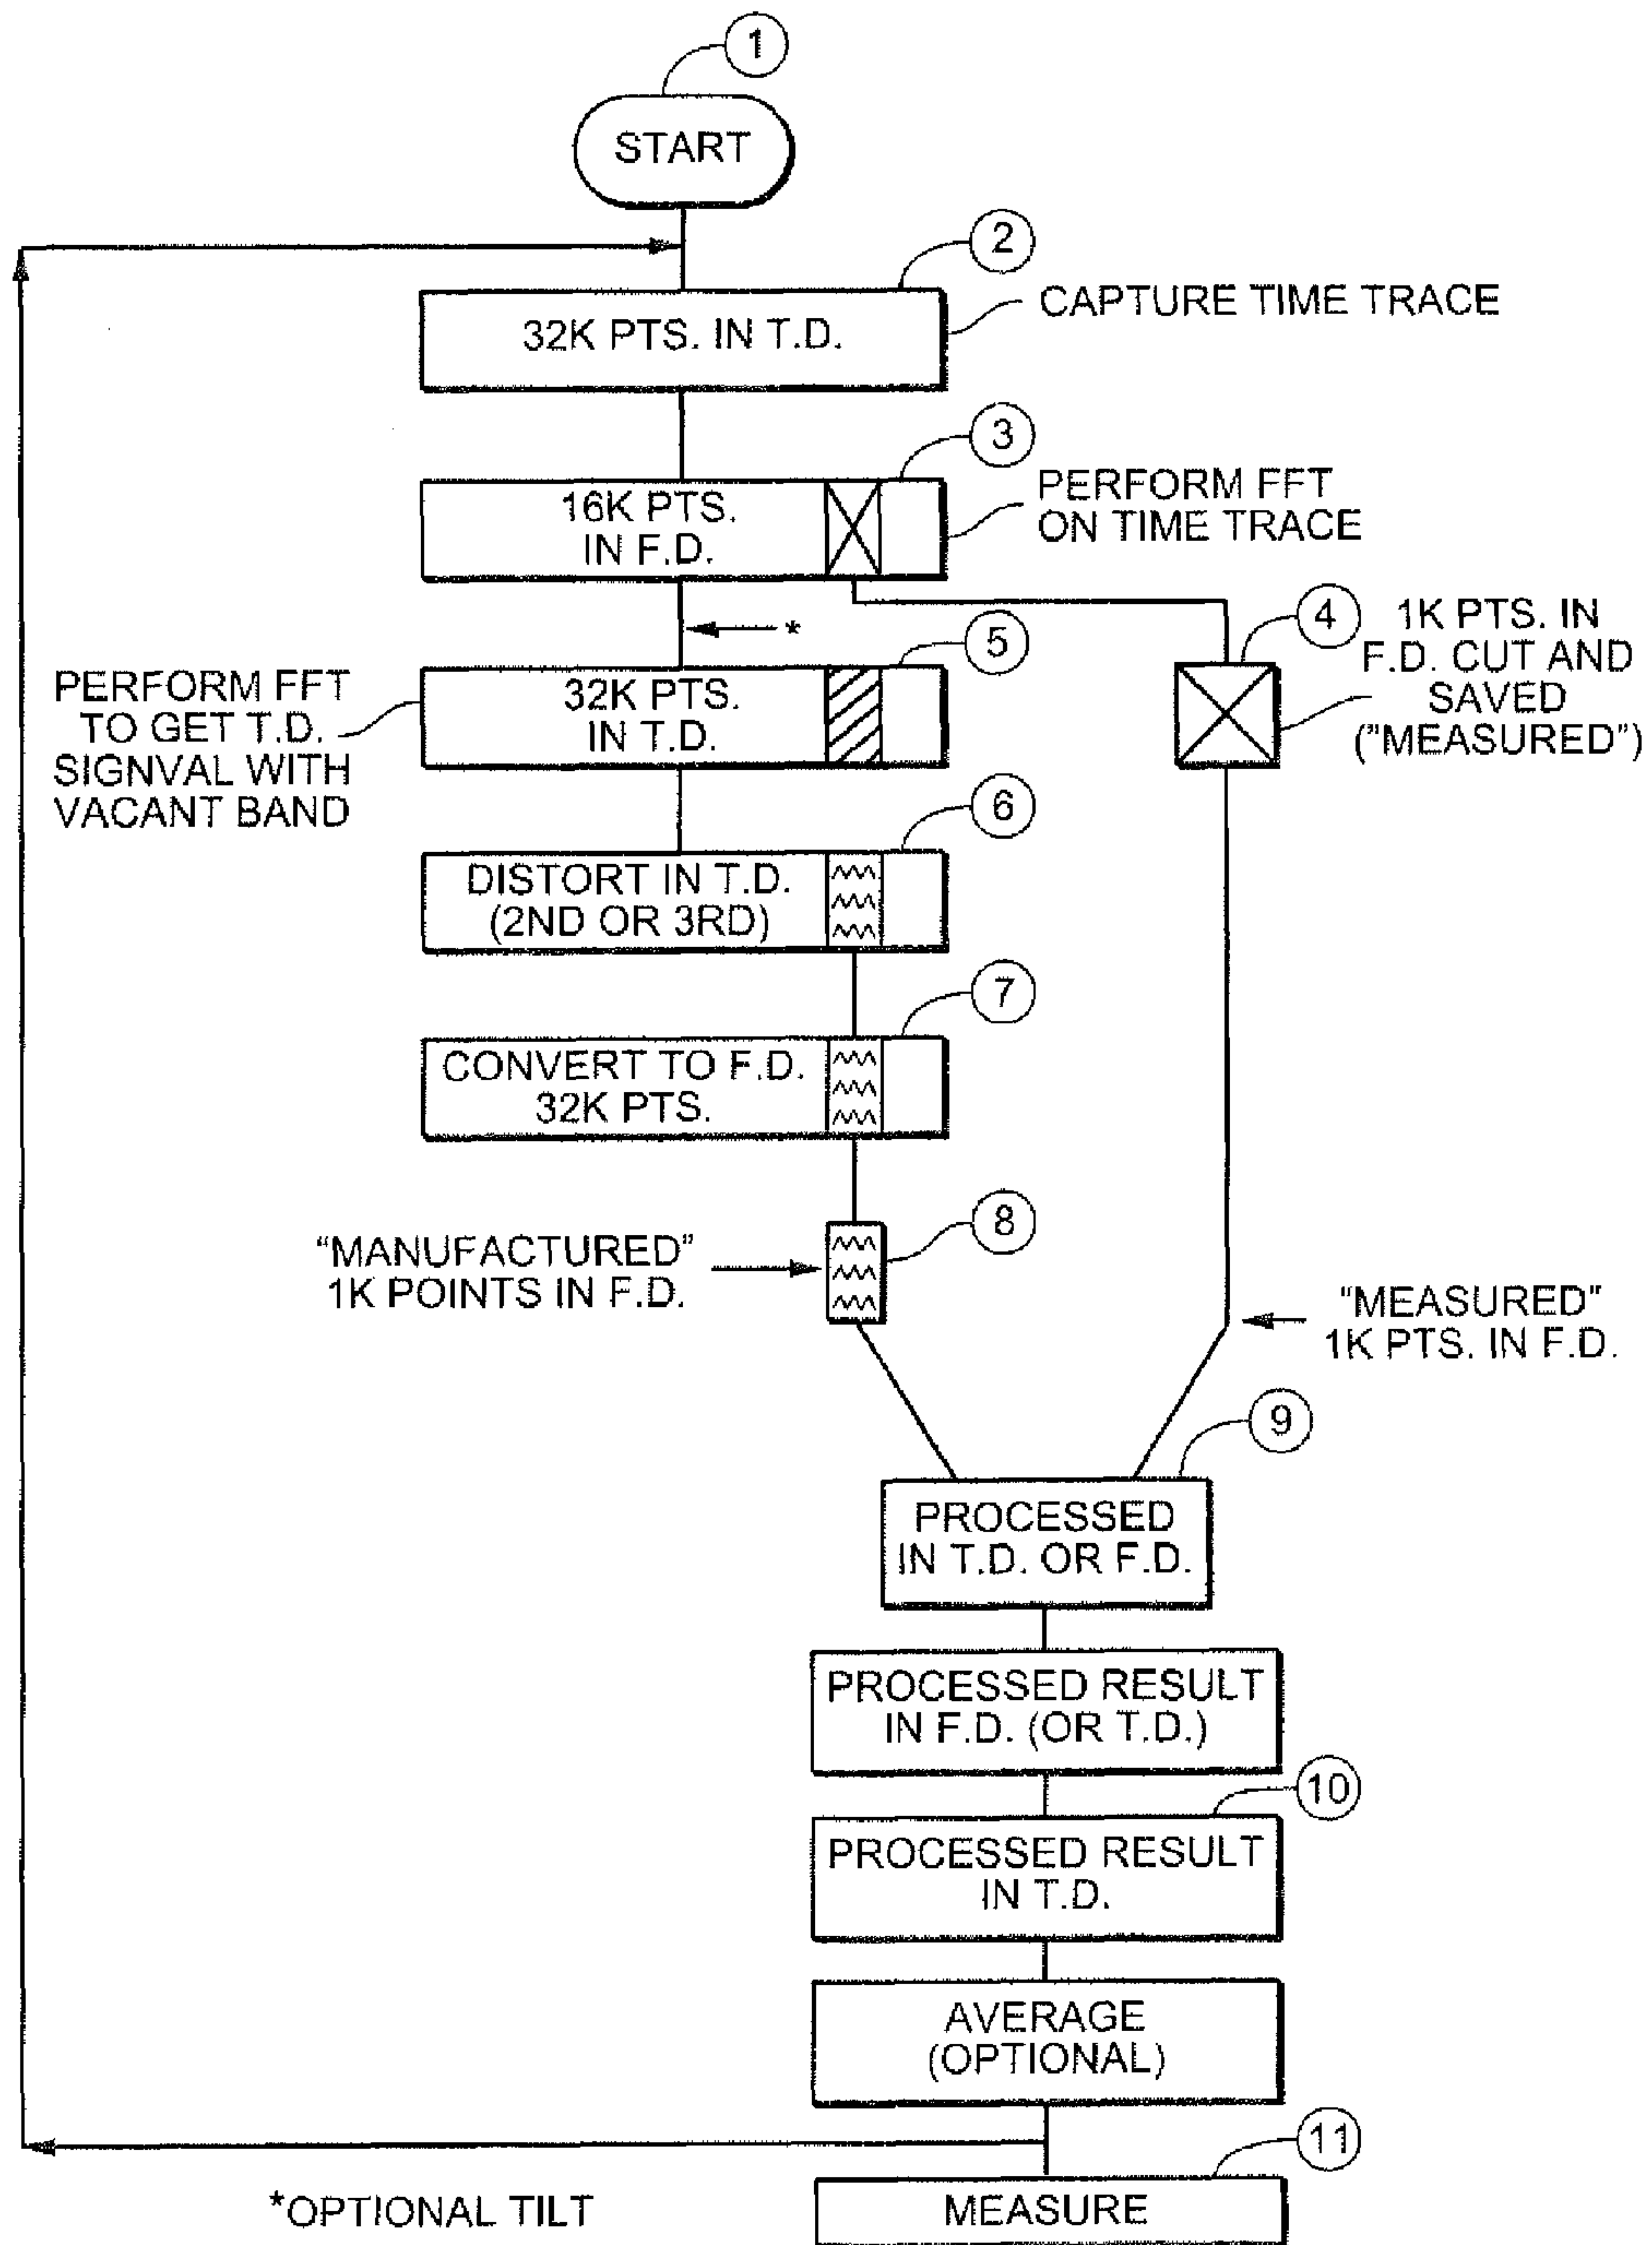 1
START
2
32K PTS. IN T.D.
CAPTURE TIME TRACE
3
16K PTS.
IN F.D.
PERFORM FFT
ON TIME TRACE
*
4
1K PTS. IN
F.D. CUT AND
SAVED
("MEASURED")
5
32K PTS.
IN T.D.
PERFORM FFT
TO GET T.D.
SIGNVAL WITH
VACANT BAND
6
DISTORT IN T.D.
(2ND OR 3RD)
7
CONVERT TO F.D.
32K PTS.
8
"MANUFACTURED"
1K POINTS IN F.D.
"MEASURED"
1K PTS. IN F.D.
9
PROCESSED
IN T.D. OR F.D.
PROCESSED RESULT
IN F.D. (OR T.D.)
10
PROCESSED RESULT
IN T.D.
AVERAGE
(OPTIONAL)
11
MEASURE
*OPTIONAL TILT